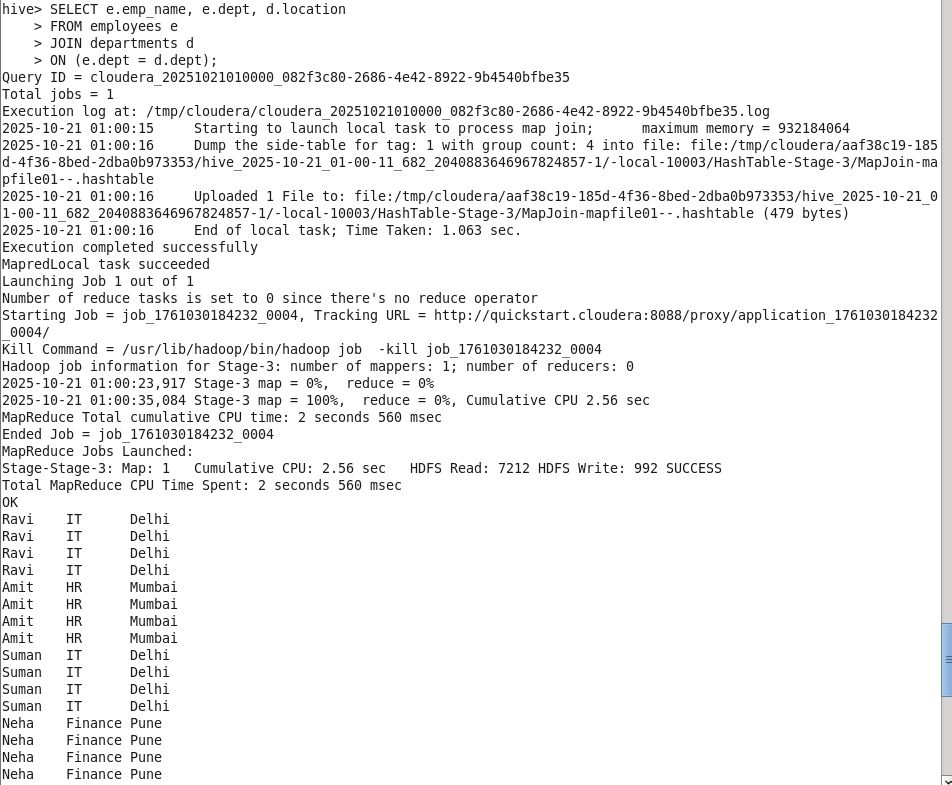 hive> SELECT e.emp_name, e.dept, d.location
    > FROM employees e
    > JOIN departments d
    > ON (e.dept = d.dept);
Query ID = cloudera_20251021010000_082f3c80-2686-4e42-8922-9b4540bfbe35
Total jobs = 1
Execution log at: /tmp/cloudera/cloudera_20251021010000_082f3c80-2686-4e42-8922-9b4540bfbe35.log
2025-10-21 01:00:15     Starting to launch local task to process map join;      maximum memory = 932184064
2025-10-21 01:00:16     Dump the side-table for tag: 1 with group count: 4 into file: file:/tmp/cloudera/aaf38c19-185
d-4f36-8bed-2dba0b973353/hive_2025-10-21_01-00-11_682_2040883646967824857-1/-local-10003/HashTable-Stage-3/MapJoin-ma
pfile01--.hashtable
2025-10-21 01:00:16     Uploaded 1 File to: file:/tmp/cloudera/aaf38c19-185d-4f36-8bed-2dba0b973353/hive_2025-10-21_0
1-00-11_682_2040883646967824857-1/-local-10003/HashTable-Stage-3/MapJoin-mapfile01--.hashtable (479 bytes)
2025-10-21 01:00:16     End of local task; Time Taken: 1.063 sec.
Execution completed successfully
MapredLocal task succeeded
Launching Job 1 out of 1
Number of reduce tasks is set to 0 since there's no reduce operator
Starting Job = job_1761030184232_0004, Tracking URL = http://quickstart.cloudera:8088/proxy/application_1761030184232
_0004/
Kill Command = /usr/lib/hadoop/bin/hadoop job  -kill job_1761030184232_0004
Hadoop job information for Stage-3: number of mappers: 1; number of reducers: 0
2025-10-21 01:00:23,917 Stage-3 map = 0%,  reduce = 0%
2025-10-21 01:00:35,084 Stage-3 map = 100%,  reduce = 0%, Cumulative CPU 2.56 sec
MapReduce Total cumulative CPU time: 2 seconds 560 msec
Ended Job = job_1761030184232_0004
MapReduce Jobs Launched:
Stage-Stage-3: Map: 1   Cumulative CPU: 2.56 sec   HDFS Read: 7212 HDFS Write: 992 SUCCESS
Total MapReduce CPU Time Spent: 2 seconds 560 msec
OK
Ravi    IT      Delhi
Ravi    IT      Delhi
Ravi    IT      Delhi
Ravi    IT      Delhi
Amit    HR      Mumbai
Amit    HR      Mumbai
Amit    HR      Mumbai
Amit    HR      Mumbai
Suman   IT      Delhi
Suman   IT      Delhi
Suman   IT      Delhi
Suman   IT      Delhi
Neha    Finance Pune
Neha    Finance Pune
Neha    Finance Pune
Neha    Finance Pune